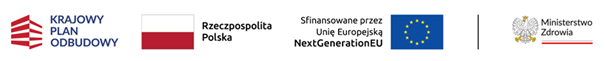 KRAJOWY
PLAN
ODBUDOWY
Rzeczpospolita
Polska
Sfinansowane przez
Unię Europejską
NextGenerationEU
Ministerstwo
Zdrowia